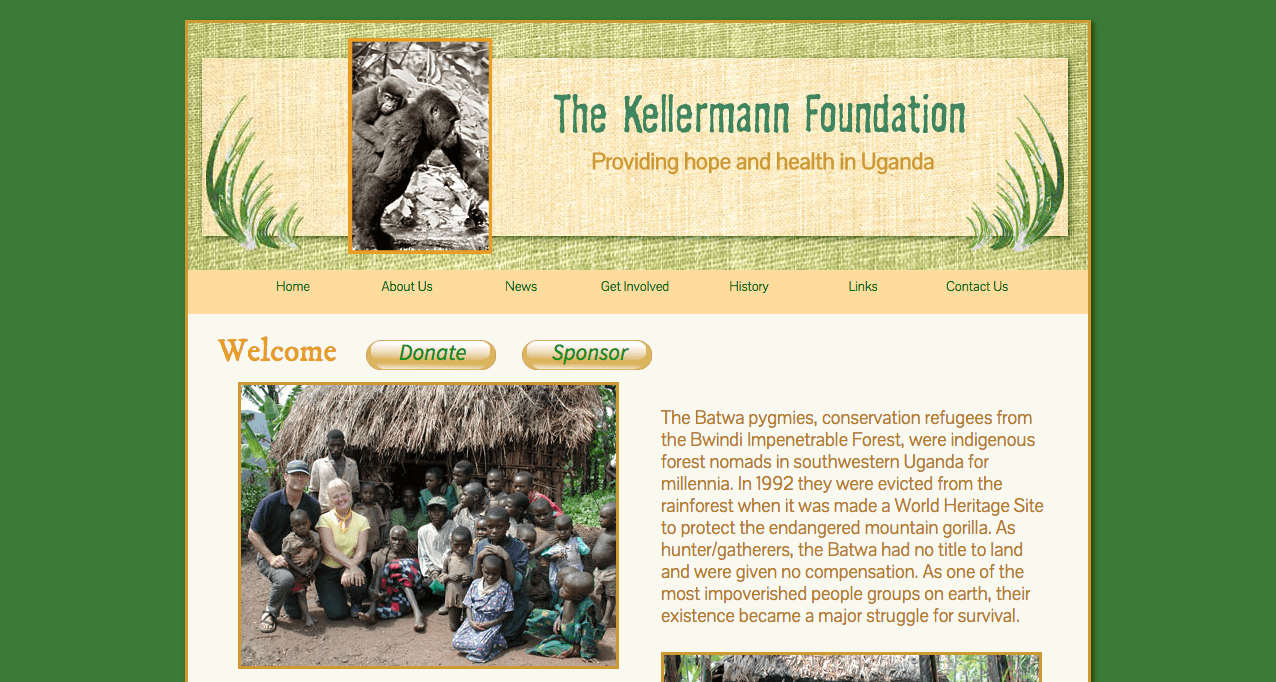 The Kellermann Foundation
Providing hope and health in Uganda
Home About Us News Get Involved History Links Contact Us
Welcome Donate Sponsor
The Batwa pygmies, conservation refugees from
the Bwindi Impenetrable Forest, were indigenous
forest nomads in southwestern Uganda for
millennia. In 1992 they were evicted from the
rainforest when it was made a World Heritage Site
to protect the endangered mountain gorilla. As
hunter/gatherers, the Batwa had no title to land
and were given no compensation. As one of the
most impoverished people groups on earth, their
existence became a major struggle for survival.